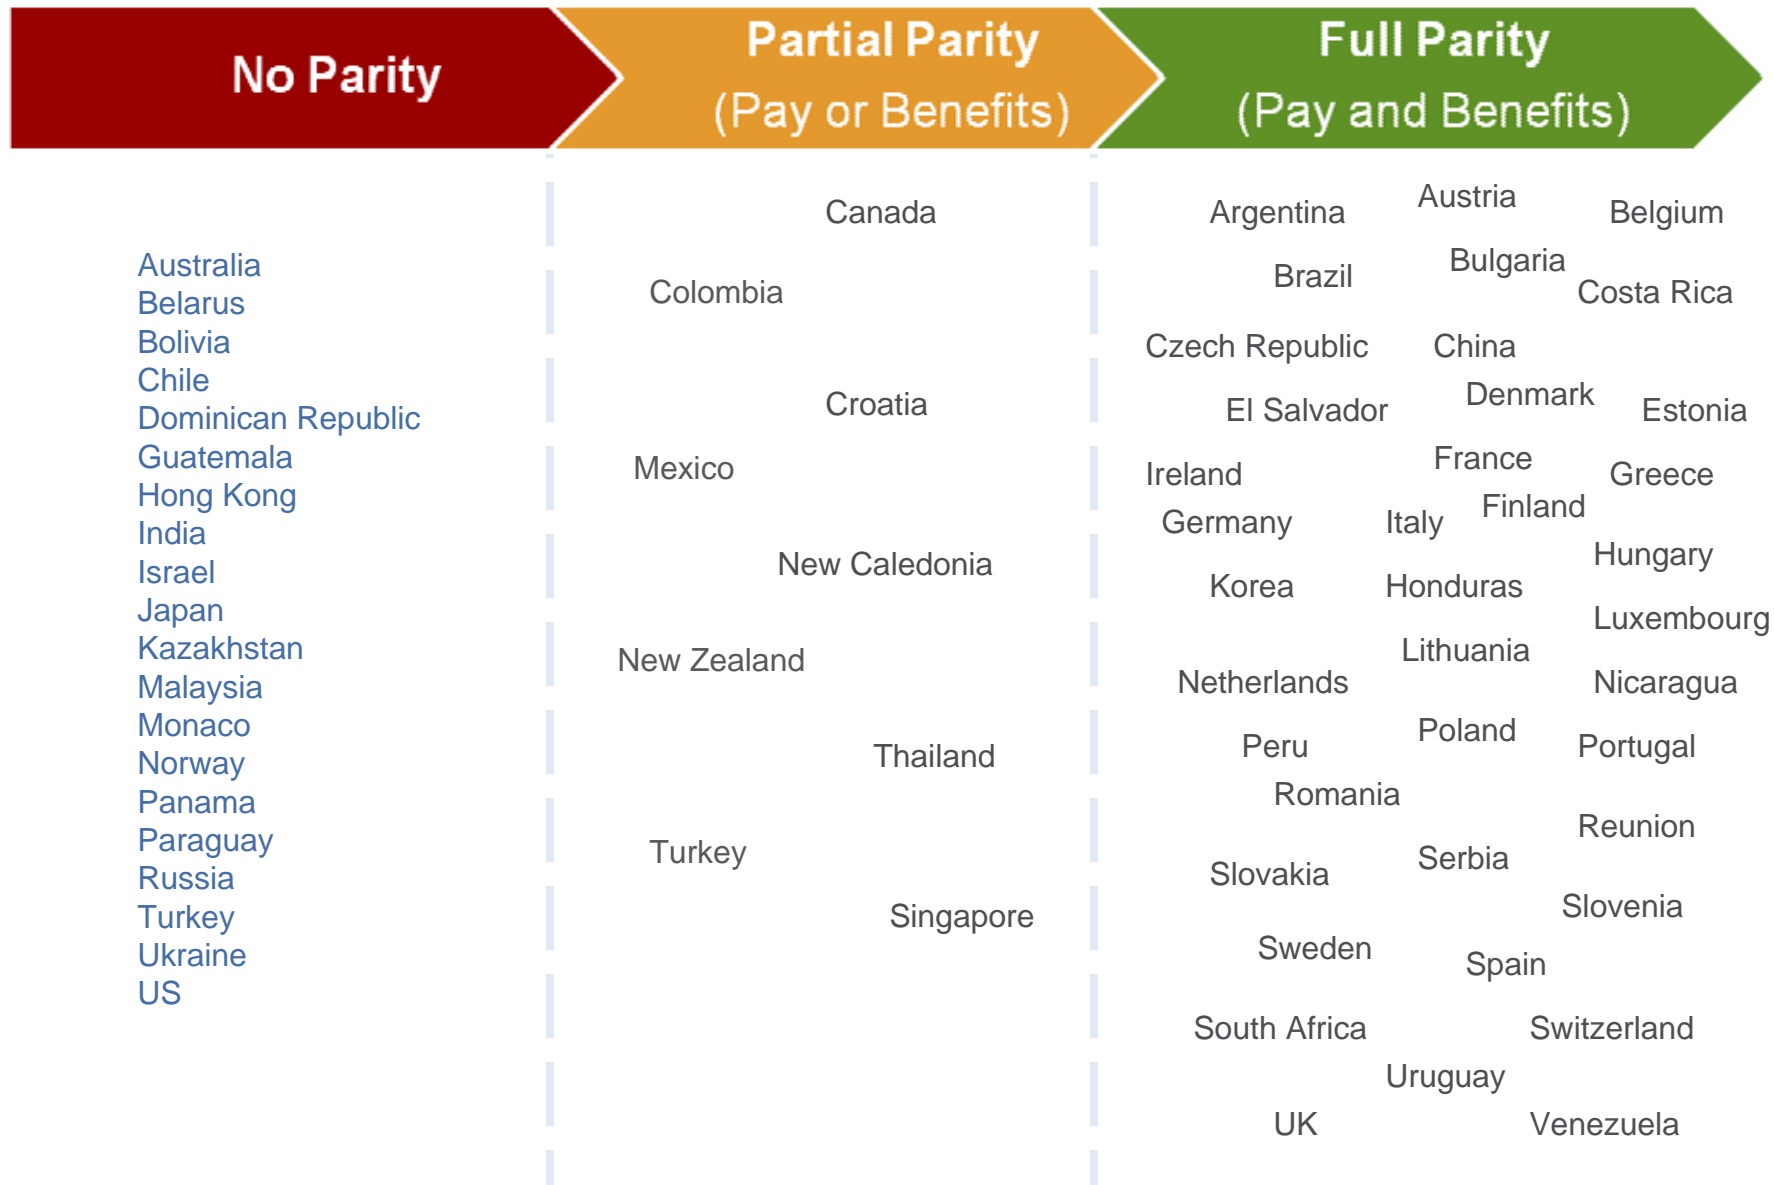 No Parity
Partial Parity
(Pay or Benefits)
Full Parity
(Pay and Benefits)
Australia
Belarus
Bolivia
Chile
Dominican Republic
Guatemala
Hong Kong
India
Israel
Japan
Kazakhstan
Malaysia
Monaco
Norway
Panama
Paraguay
Russia
Turkey
Ukraine
US
Canada
Colombia
Croatia
Mexico
New Caledonia
New Zealand
Thailand
Turkey
Singapore
Argentina Austria Belgium
Brazil Bulgaria Costa Rica
Czech Republic China
El Salvador Denmark Estonia
Ireland France Greece
Germany Italy Finland
Hungary
Korea Honduras
Luxembourg
Lithuania
Netherlands Nicaragua
Peru Poland Portugal
Romania
Reunion
Slovakia Serbia
Slovenia
Sweden Spain
South Africa Switzerland
Uruguay
UK Venezuela